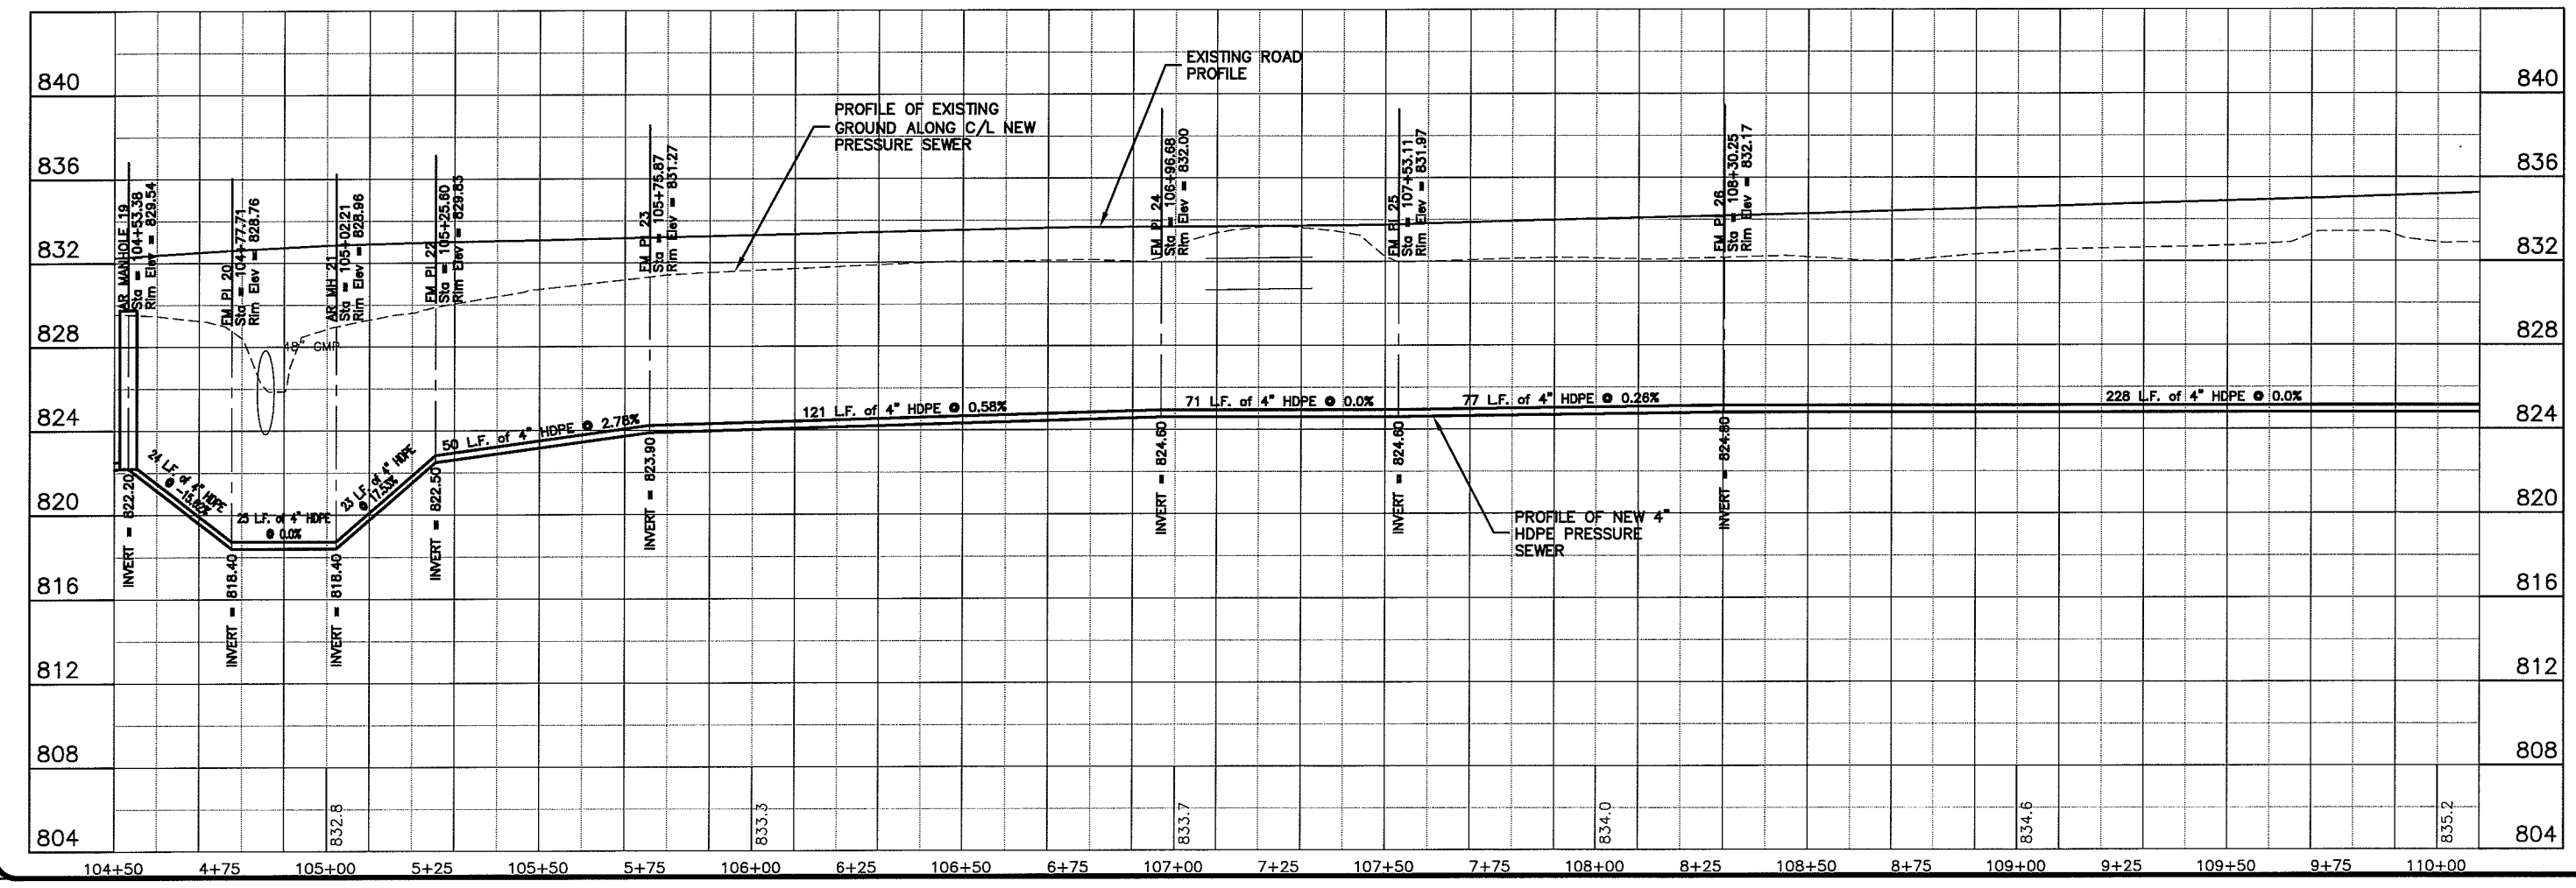 EXISTING ROAD
PROFILE
PROFILE OF EXISTING
GROUND ALONG C/L NEW
PRESSURE SEWER
840
840
836
836
832
832
828
828
824
824
820
820
816
816
812
812
808
808
804
804
AR MANHOLE 19
Sta = 104+53.38
Rim Elev = 829.54
FM PI 20
Sta = 104+77.71
Rim Elev = 828.76
AR MH 21
Sta = 105+02.21
Rim Elev = 828.96
FM PI 22
Sta = 105+25.60
Rim Elev = 829.83
FM PI 23
Sta = 105+75.87
Rim Elev = 831.27
FM PI 24
Sta = 106+96.68
Rim Elev = 832.00
FM PI 25
Sta = 107+53.11
Rim Elev = 831.97
FM PI 26
Sta = 108+30.25
Rim Elev = 832.17
18" CMP
24 L.F. of 4" HDPE
@ -15.62%
25 L.F. of 4" HDPE
@ 0.0%
23 L.F. of 4" HDPE
@ 17.53%
50 L.F. of 4" HDPE @ 2.78%
121 L.F. of 4" HDPE @ 0.58%
71 L.F. of 4" HDPE @ 0.0%
77 L.F. of 4" HDPE @ 0.26%
228 L.F. of 4" HDPE @ 0.0%
INVERT = 822.20
INVERT = 818.40
INVERT = 818.40
INVERT = 822.50
INVERT = 823.90
INVERT = 824.60
INVERT = 824.60
INVERT = 824.80
PROFILE OF NEW 4"
HDPE PRESSURE
SEWER
832.8
833.3
833.7
834.0
834.6
835.2
104+50 4+75 105+00 5+25 105+50 5+75 106+00 6+25 106+50 6+75 107+00 7+25 107+50 7+75 108+00 8+25 108+50 8+75 109+00 9+25 109+50 9+75 110+00